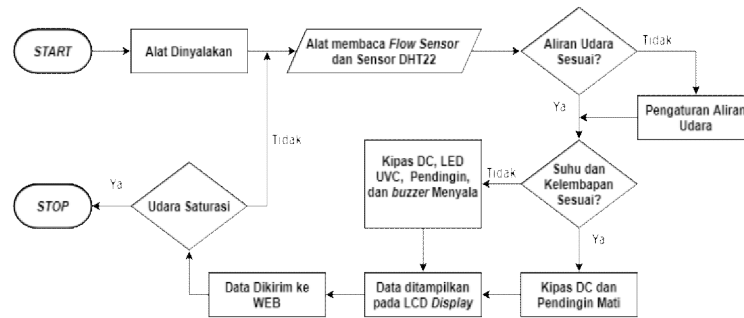 START
Alat Dinyalakan
Alat membaca Flow Sensor
dan Sensor DHT22
Aliran Udara
Sesuai?
Tidak
Pengaturan Aliran
Udara
Ya
Suhu dan
Kelembapan
Sesuai?
Tidak
Kipas DC, LED
UVC, Pendingin,
dan buzzer Menyala
Ya
Kipas DC dan
Pendingin Mati
Data ditampilkan
pada LCD Display
Data Dikirim ke
WEB
Udara Saturasi
Tidak
Ya
STOP